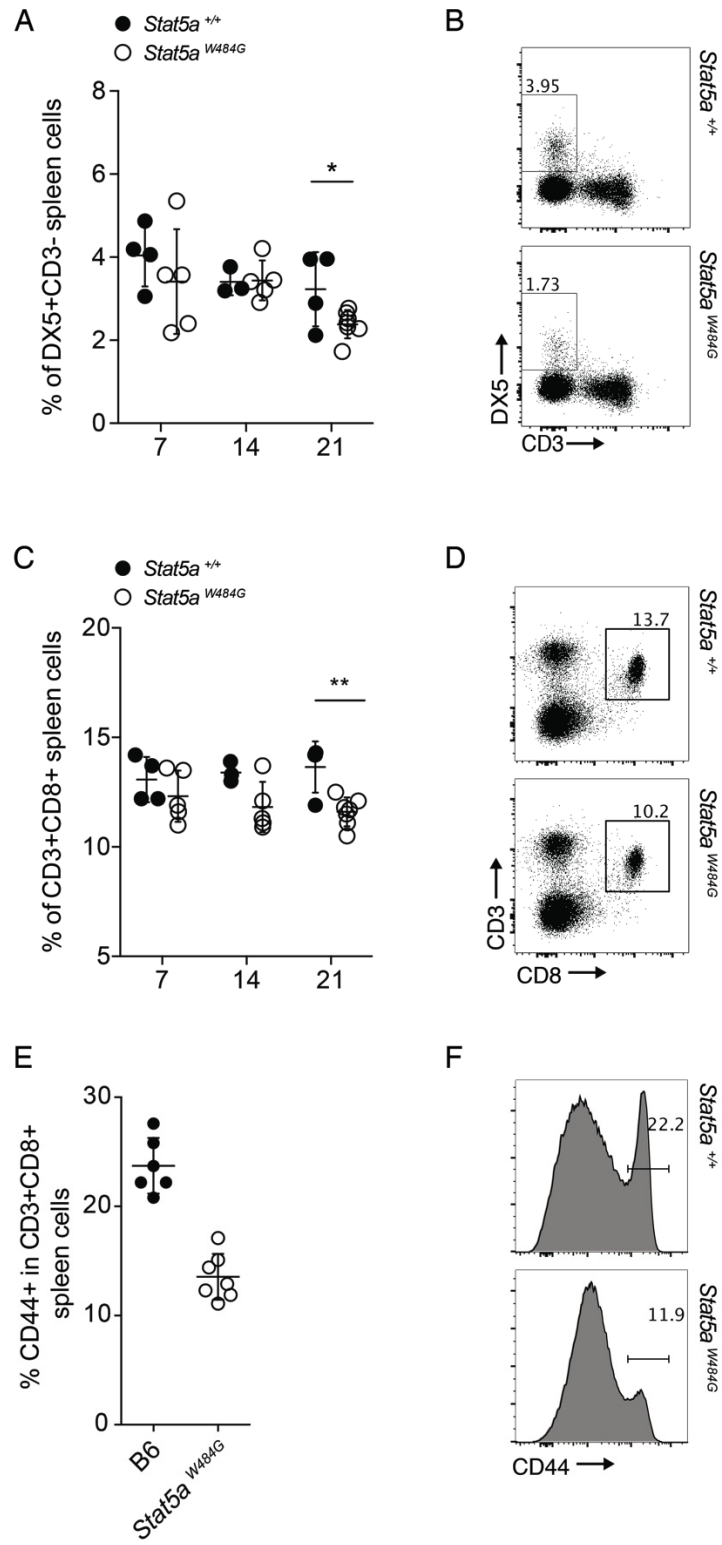 A
● Stat5a +/+
○ Stat5a W484G
% of DX5+CD3- spleen cells
8
6
4
2
0
7 14 21
*
B
3.95
Stat5a +/+
1.73
Stat5a W484G
DX5
CD3
C
● Stat5a +/+
○ Stat5a W484G
% of CD3+CD8+ spleen cells
20
15
10
5
7 14 21
**
D
13.7
Stat5a +/+
10.2
Stat5a W484G
CD3
CD8
E
% CD44+ in CD3+CD8+
spleen cells
30
20
10
0
B6
Stat5a W484G
F
22.2
Stat5a +/+
11.9
Stat5a W484G
CD44